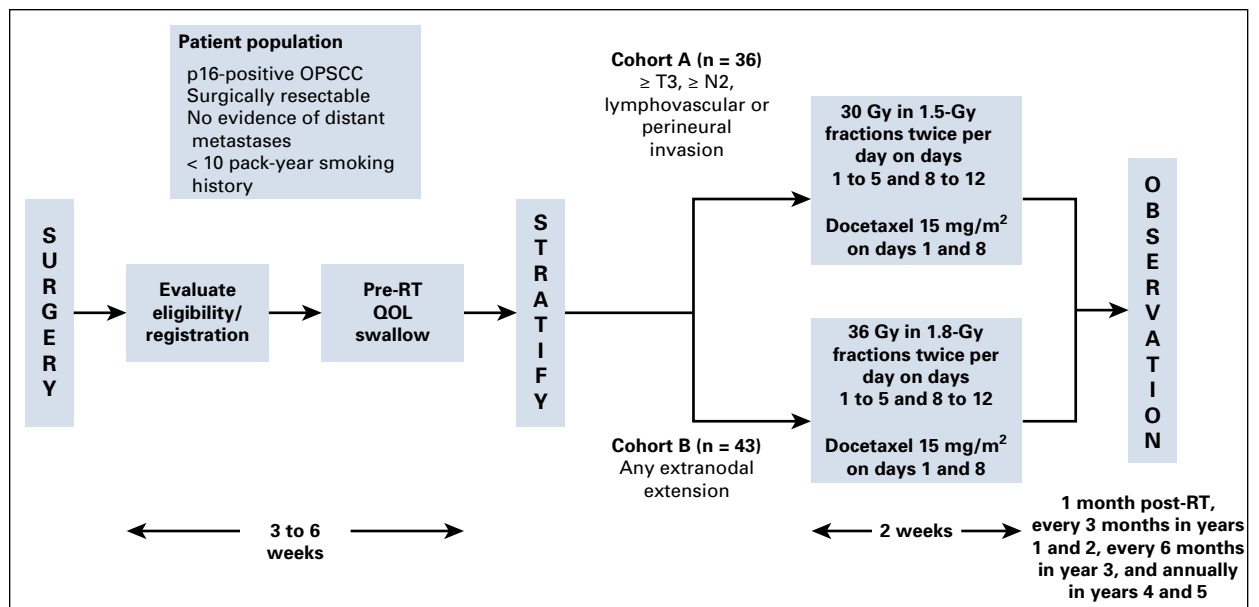 Patient population
p16-positive OPSCC
Surgically resectable
No evidence of distant
metastases
< 10 pack-year smoking
history
SURGERY
Evaluate
eligibility/
registration
Pre-RT
QOL
swallow
3 to 6
weeks
STRATIFY
Cohort A (n = 36)
≥ T3, ≥ N2,
lymphovascular or
perineural
invasion
30 Gy in 1.5-Gy
fractions twice per
day on days
1 to 5 and 8 to 12
Docetaxel 15 mg/m²
on days 1 and 8
Cohort B (n = 43)
Any extranodal
extension
36 Gy in 1.8-Gy
fractions twice per
day on days
1 to 5 and 8 to 12
Docetaxel 15 mg/m²
on days 1 and 8
2 weeks
OBSERVATION
1 month post-RT,
every 3 months in years
1 and 2, every 6 months
in year 3, and annually
in years 4 and 5